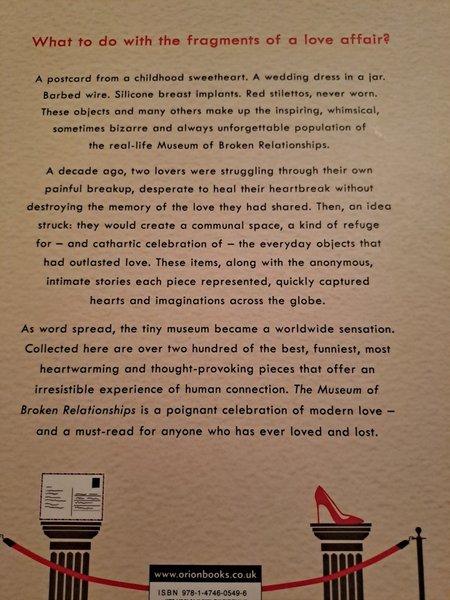 What to do with the fragments of a love affair?
A postcard from a childhood sweetheart. A wedding dress in a jar.
Barbed wire. Silicone breast implants. Red stilettos, never worn.
These objects and many others make up the inspiring, whimsical,
sometimes bizarre and always unforgettable population of
the real-life Museum of Broken Relationships.
A decade ago, two lovers were struggling through their own
painful breakup, desperate to heal their heartbreak without
destroying the memory of the love they had shared. Then, an idea
struck: they would create a communal space, a kind of refuge
for – and cathartic celebration of – the everyday objects that
had outlasted love. These items, along with the anonymous,
intimate stories each piece represented, quickly captured
hearts and imaginations across the globe.
As word spread, the tiny museum became a worldwide sensation.
Collected here are over two hundred of the best, funniest, most
heartwarming and thought-provoking pieces that offer an
irresistible experience of human connection. The Museum of
Broken Relationships is a poignant celebration of modern love –
and a must-read for anyone who has ever loved and lost.
www.orionbooks.co.uk
ISBN 978-1-4746-0549-6